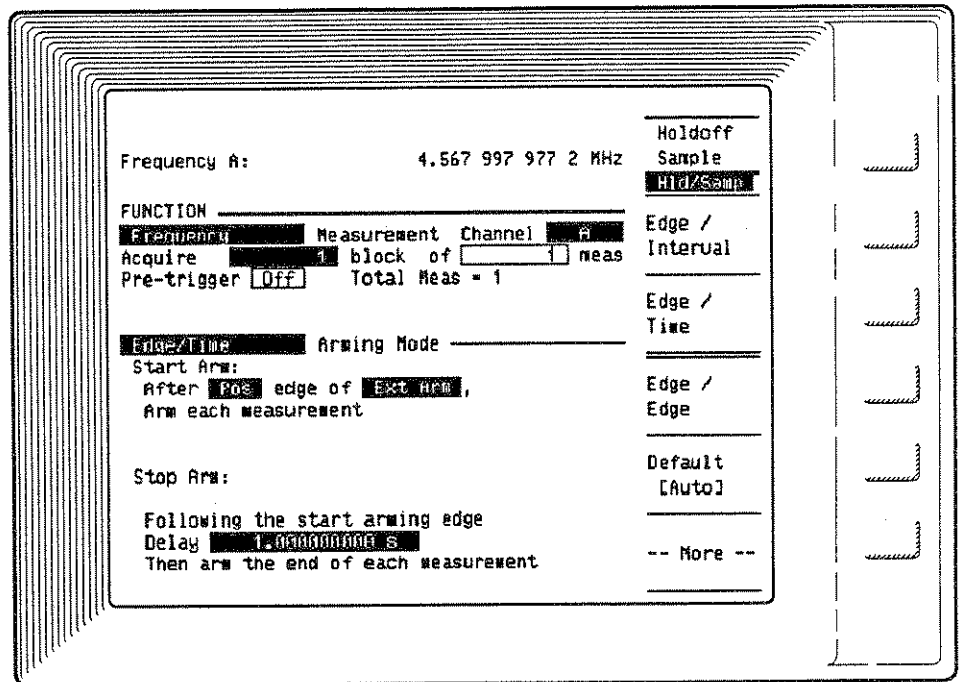 Frequency A: 4.567 997 977 2 MHz
FUNCTION
Frequency Measurement Channel A
Acquire 1 block of 1 meas
Pre-trigger Off Total Meas = 1
Edge/Time Arming Mode
Start Arm:
After Pos edge of Ext Arm,
Arm each measurement
Stop Arm:
Following the start arming edge
Delay 1.000000000 s
Then arm the end of each measurement
Holdoff
Sample
Hld/Samp
Edge /
Interval
Edge /
Time
Edge /
Edge
Default
[Auto]
-- More --